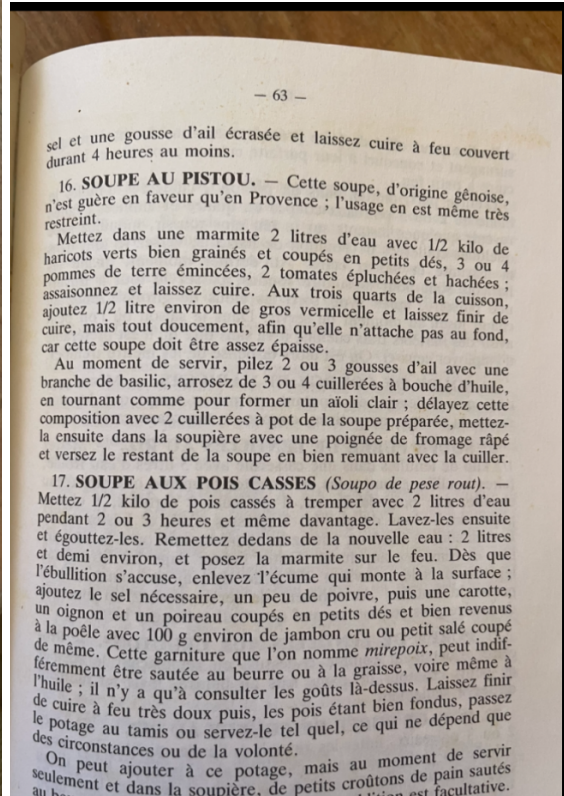 — 63 —
sel et une gousse d'ail écrasée et laissez cuire à feu couvert
durant 4 heures au moins.
16. SOUPE AU PISTOU. — Cette soupe, d'origine gênoise,
n'est guère en faveur qu'en Provence ; l'usage en est même très
restreint.
Mettez dans une marmite 2 litres d'eau avec 1/2 kilo de
haricots verts bien grainés et coupés en petits dés, 3 ou 4
pommes de terre émincées, 2 tomates épluchées et hachées ;
assaisonnez et laissez cuire. Aux trois quarts de la cuisson,
ajoutez 1/2 litre environ de gros vermicelle et laissez finir de
cuire, mais tout doucement, afin qu'elle n'attache pas au fond,
car cette soupe doit être assez épaisse.
Au moment de servir, pilez 2 ou 3 gousses d'ail avec une
branche de basilic, arrosez de 3 ou 4 cuillerées à bouche d'huile,
en tournant comme pour former un aïoli clair ; délayez cette
composition avec 2 cuillerées à pot de la soupe préparée, mettez-
la ensuite dans la soupière avec une poignée de fromage râpé
et versez le restant de la soupe en bien remuant avec la cuiller.
17. SOUPE AUX POIS CASSES (Soupo de pese rout). —
Mettez 1/2 kilo de pois cassés à tremper avec 2 litres d'eau
pendant 2 ou 3 heures et même davantage. Lavez-les ensuite
et égouttez-les. Remettez dedans de la nouvelle eau : 2 litres
et demi environ, et posez la marmite sur le feu. Dès que
l'ébullition s'accuse, enlevez l'écume qui monte à la surface ;
ajoutez le sel nécessaire, un peu de poivre, puis une carotte,
un oignon et un poireau coupés en petits dés et bien revenus
à la poêle avec 100 g environ de jambon cru ou petit salé coupé
de même. Cette garniture que l'on nomme mirepoix, peut indif-
féremment être sautée au beurre ou à la graisse, voire même à
l'huile ; il n'y a qu'à consulter les goûts là-dessus. Laissez finir
de cuire à feu très doux puis, les pois étant bien fondus, passez
le potage au tamis ou servez-le tel quel, ce qui ne dépend que
des circonstances ou de la volonté.
On peut ajouter à ce potage, mais au moment de servir
seulement et dans la soupière, de petits croûtons de pain sautés
est facultative.